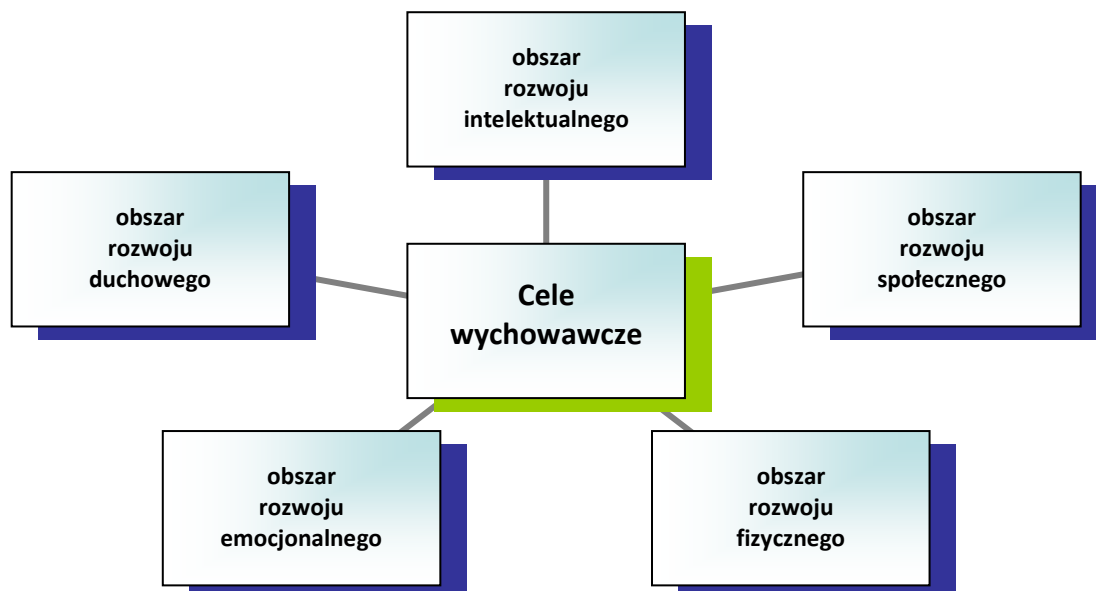 obszar
rozwoju
intelektualnego
obszar
rozwoju
duchowego
obszar
rozwoju
społecznego
Cele
wychowawcze
obszar
rozwoju
emocjonalnego
obszar
rozwoju
fizycznego